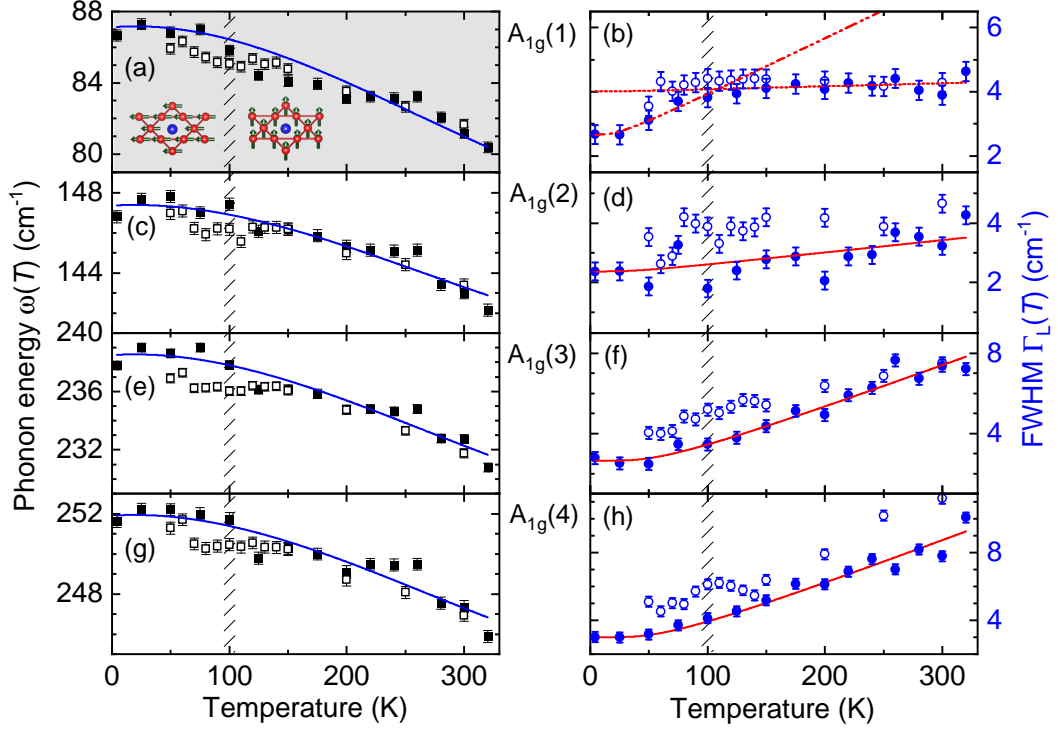 88
84
80
(a)
A1g(1)
(b)
6
4
2
148
144
240
(c)
A1g(2)
(d)
4
2
236
232
(e)
A1g(3)
(f)
8
4
252
248
(g)
A1g(4)
(h)
8
4
Phonon energy ω(T) (cm⁻¹)
FWHM ΓL(T) (cm⁻¹)
0 100 200 300
0 100 200 300
Temperature (K)
Temperature (K)